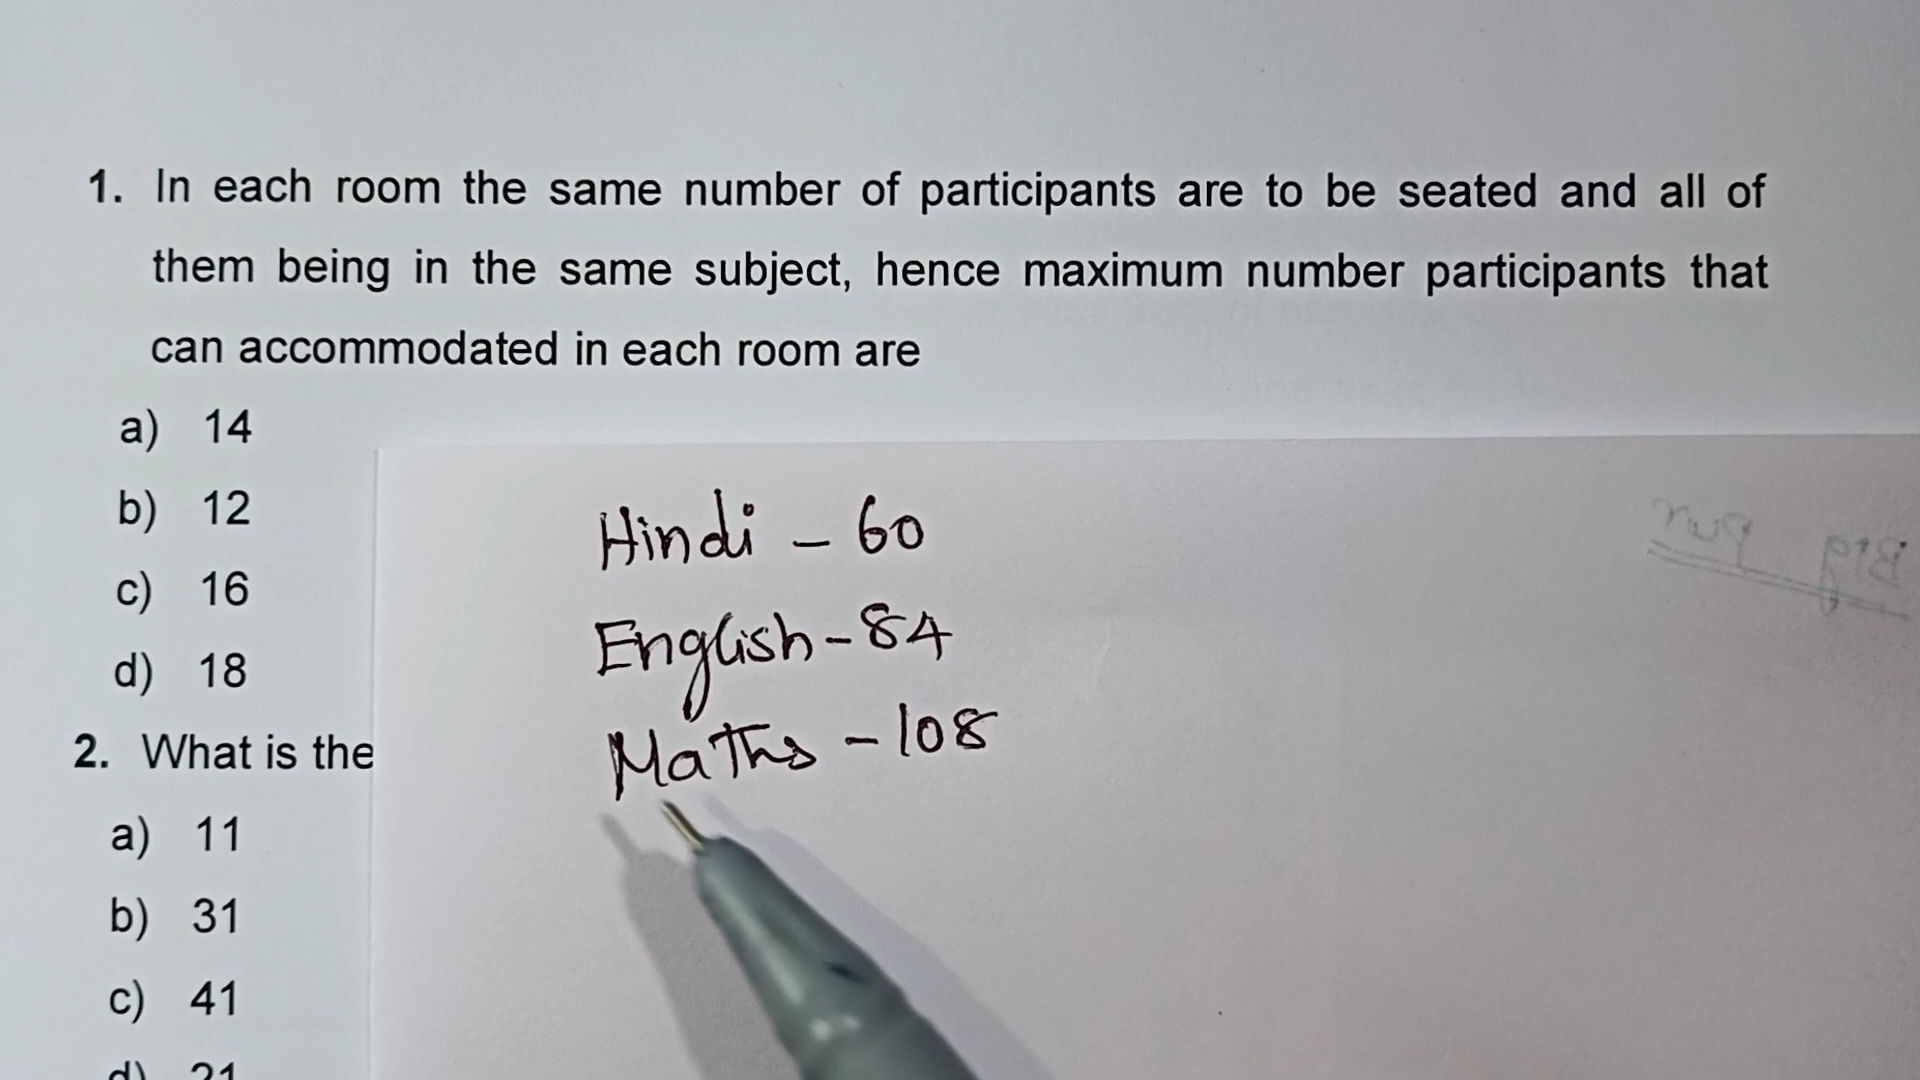 1. In each room the same number of participants are to be seated and all of
them being in the same subject, hence maximum number participants that
can accommodated in each room are
a) 14
b) 12
c) 16
d) 18
Hindi - 60
English - 84
Maths - 108
2. What is the
a) 11
b) 31
c) 41
d) 21